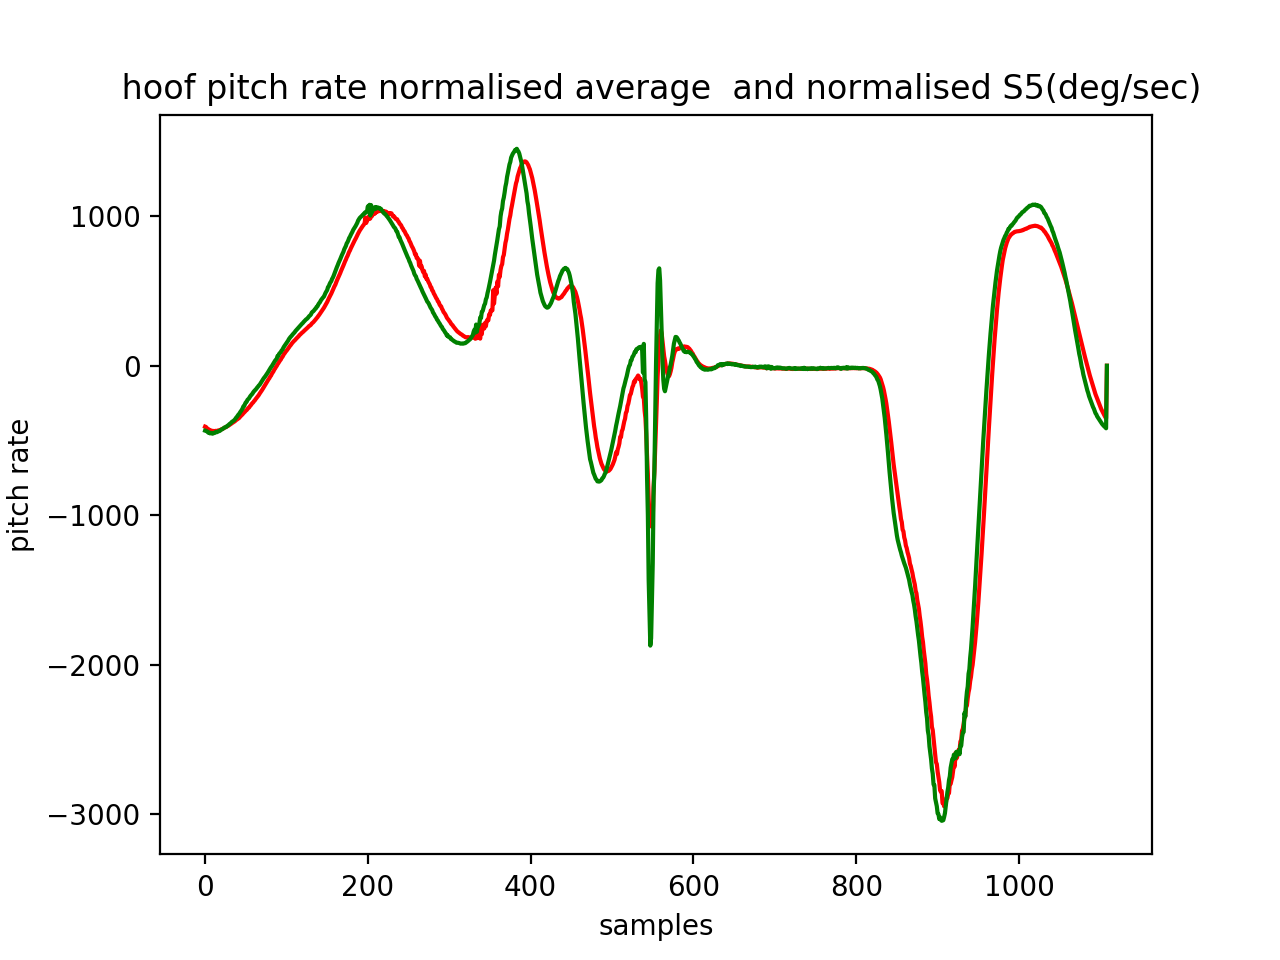 hoof pitch rate normalised average  and normalised S5(deg/sec)
pitch rate
1000
0
−1000
−2000
−3000
0 200 400 600 800 1000
samples